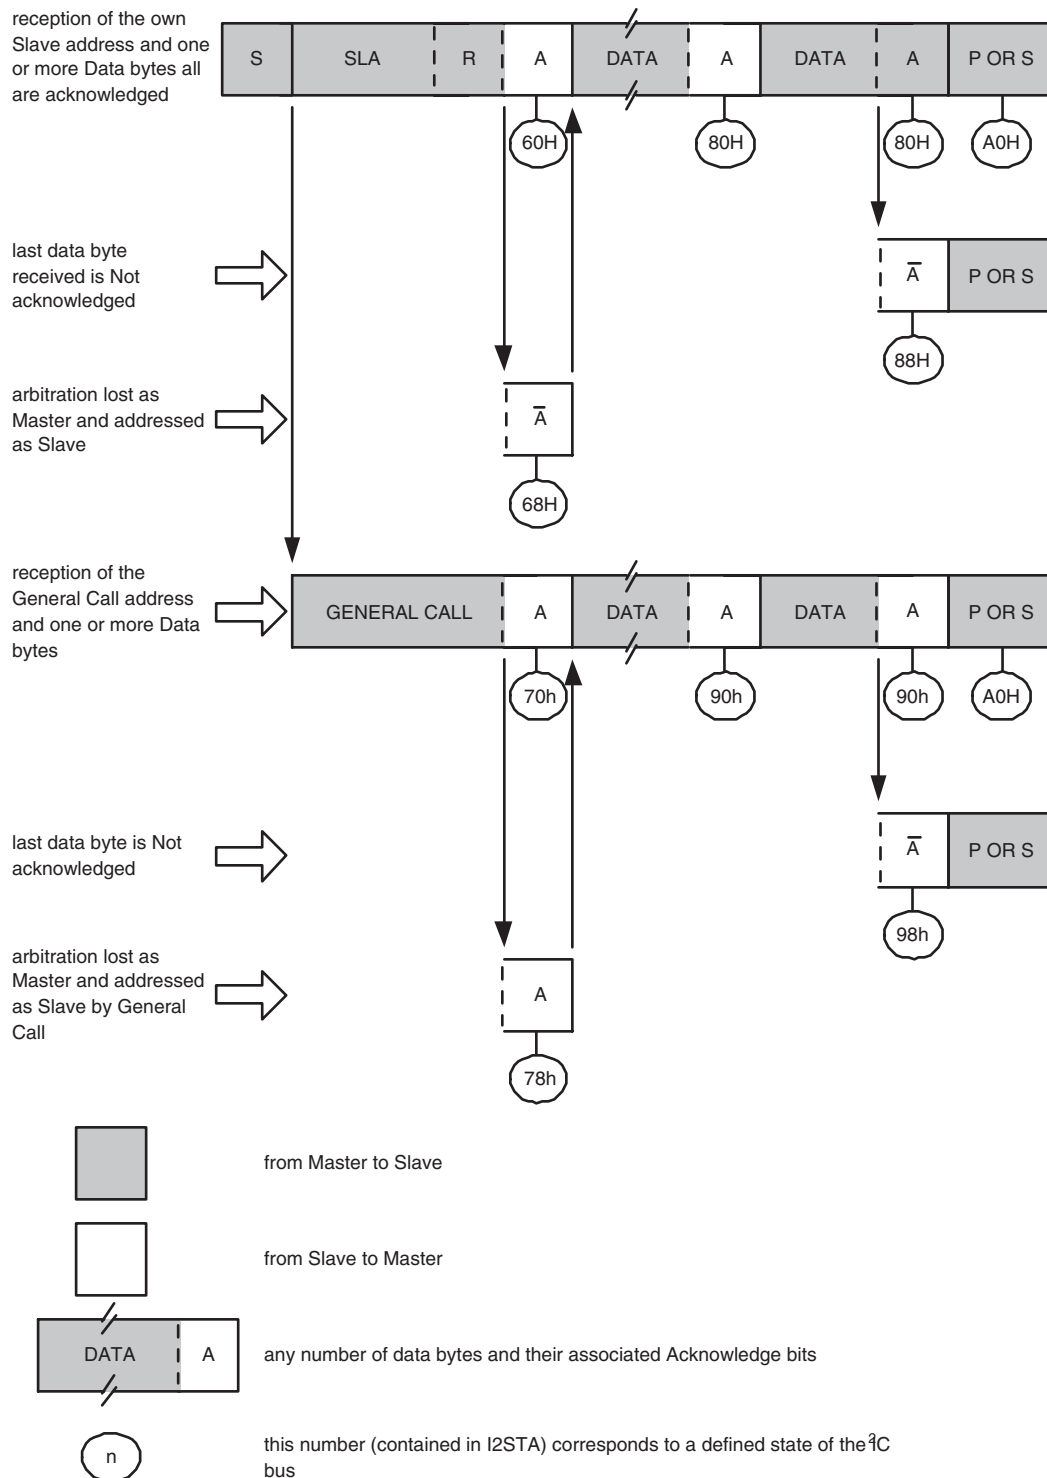 reception of the own
Slave address and one
or more Data bytes all
are acknowledged
S SLA R A DATA A DATA A P OR S
60H 80H 80H A0H
last data byte
received is Not
acknowledged
A̅ P OR S
88H
arbitration lost as
Master and addressed
as Slave
A̅
68H
reception of the
General Call address
and one or more Data
bytes
GENERAL CALL A DATA A DATA A P OR S
70h 90h 90h A0H
last data byte is Not
acknowledged
A̅ P OR S
98h
arbitration lost as
Master and addressed
as Slave by General
Call
A
78h
from Master to Slave
from Slave to Master
DATA A any number of data bytes and their associated Acknowledge bits
n this number (contained in I2STA) corresponds to a defined state of the I²C
bus